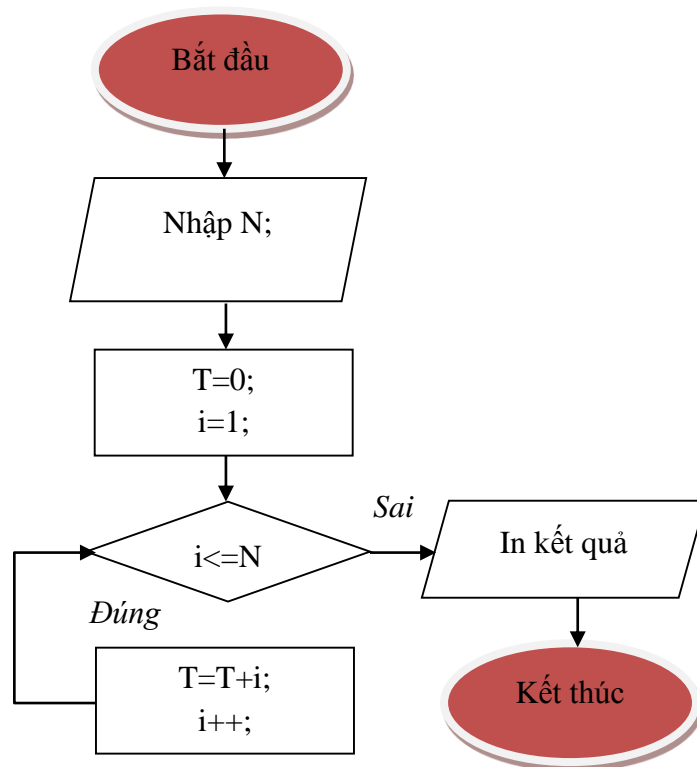 Bắt đầu
Nhập N;
T=0;
i=1;
i<=N
Sai
In kết quả
Đúng
T=T+i;
i++;
Kết thúc